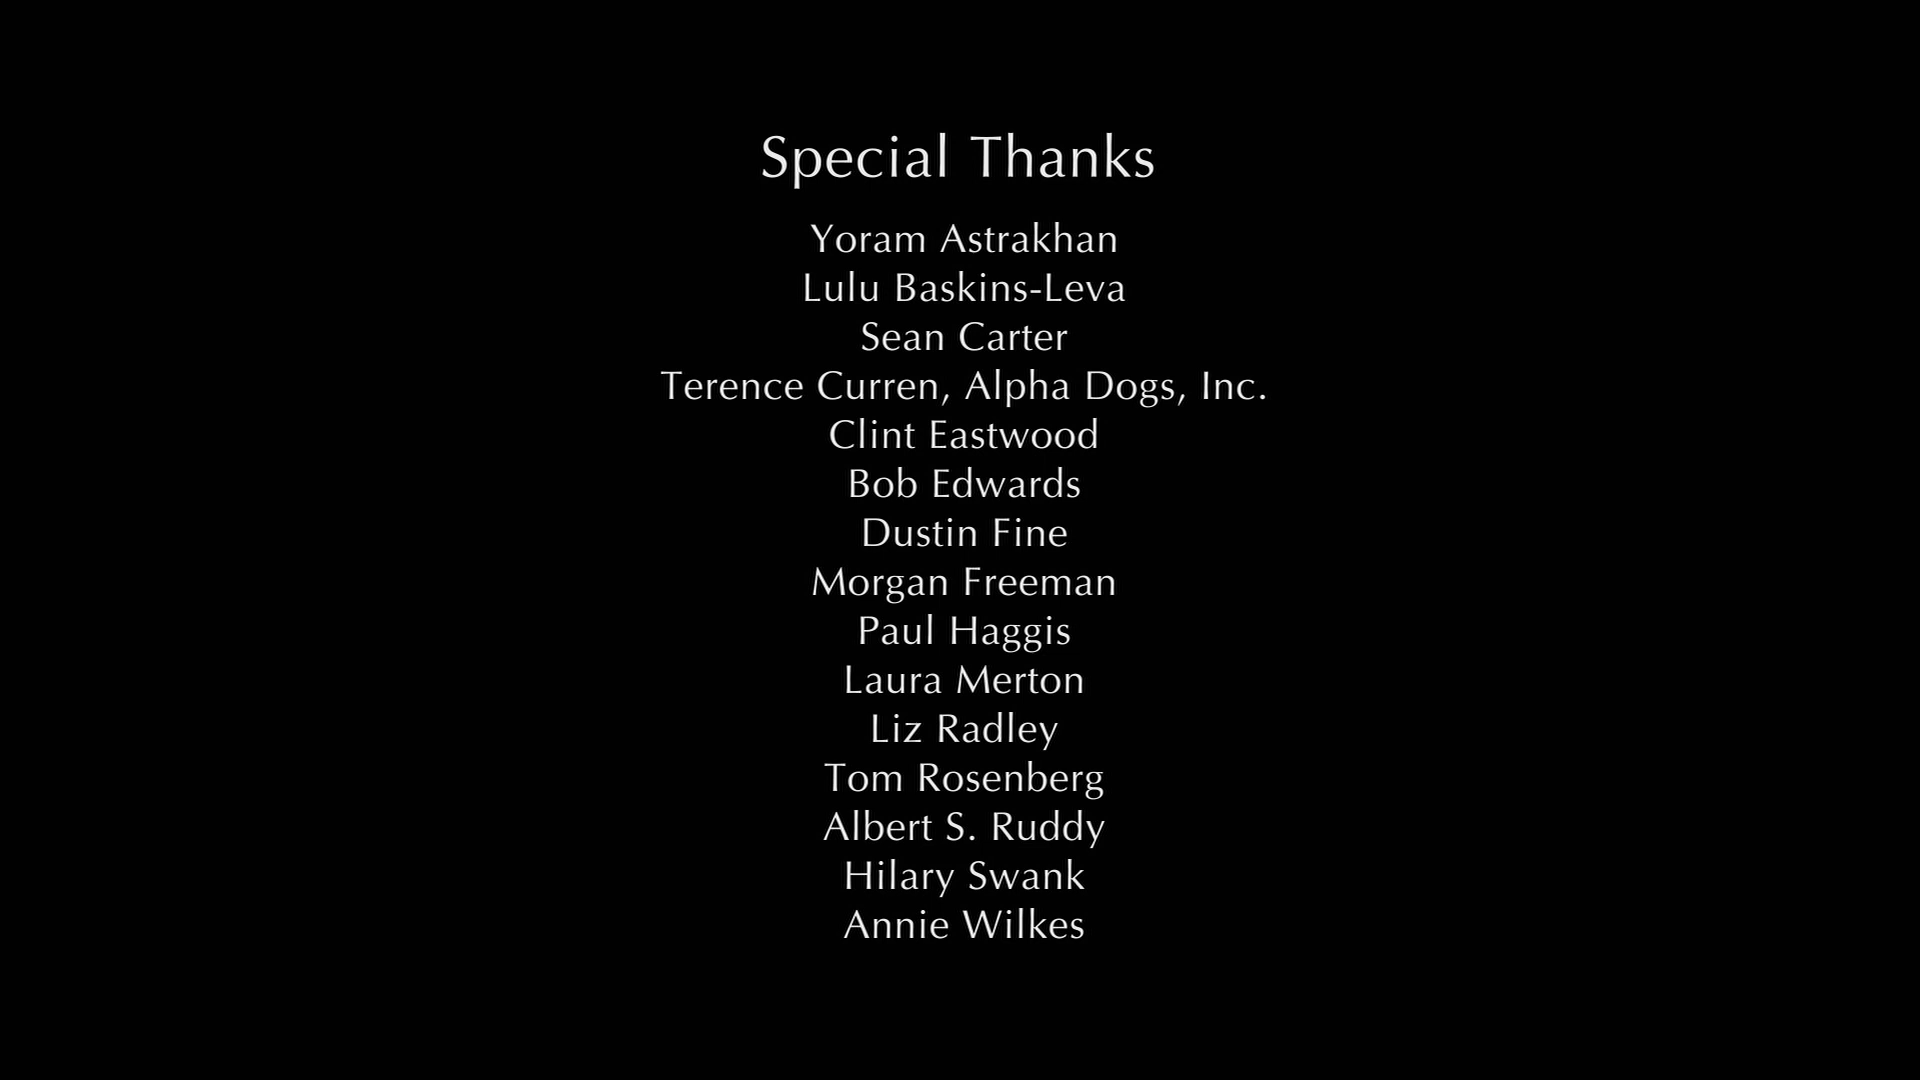 Special Thanks
Yoram Astrakhan
Lulu Baskins-Leva
Sean Carter
Terence Curren, Alpha Dogs, Inc.
Clint Eastwood
Bob Edwards
Dustin Fine
Morgan Freeman
Paul Haggis
Laura Merton
Liz Radley
Tom Rosenberg
Albert S. Ruddy
Hilary Swank
Annie Wilkes